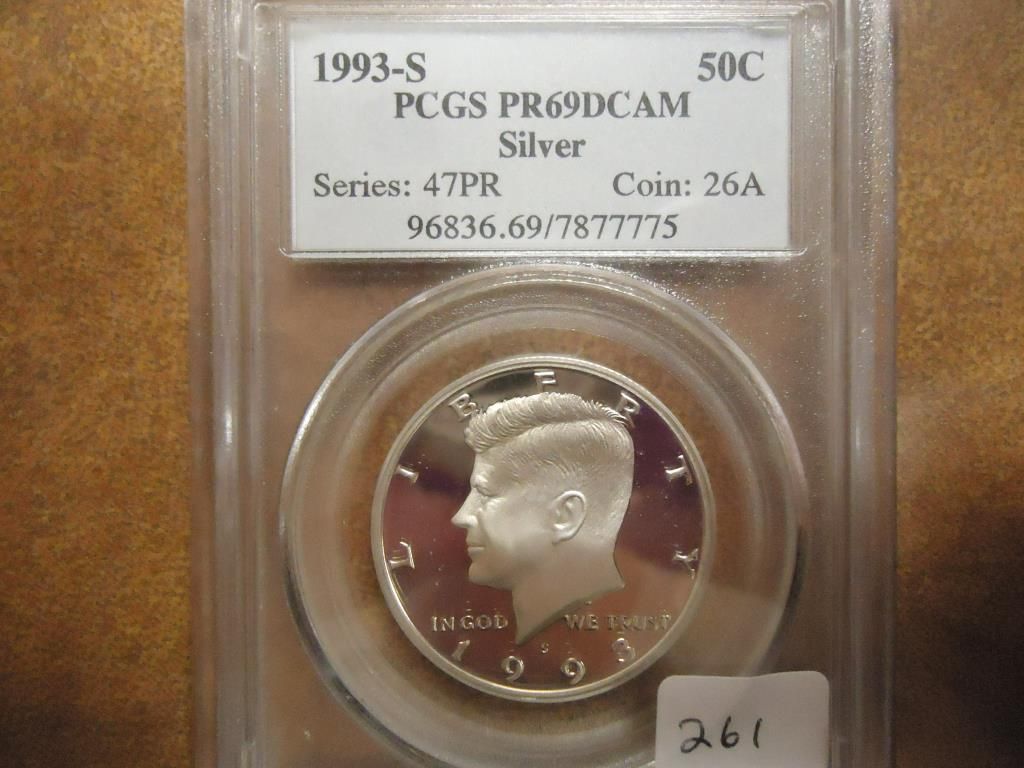 1993-S 50C
PCGS PR69DCAM
Silver
Series: 47PR Coin: 26A
96836.69/7877775
LIBERTY
IN GOD WE TRUST
S
1993
261